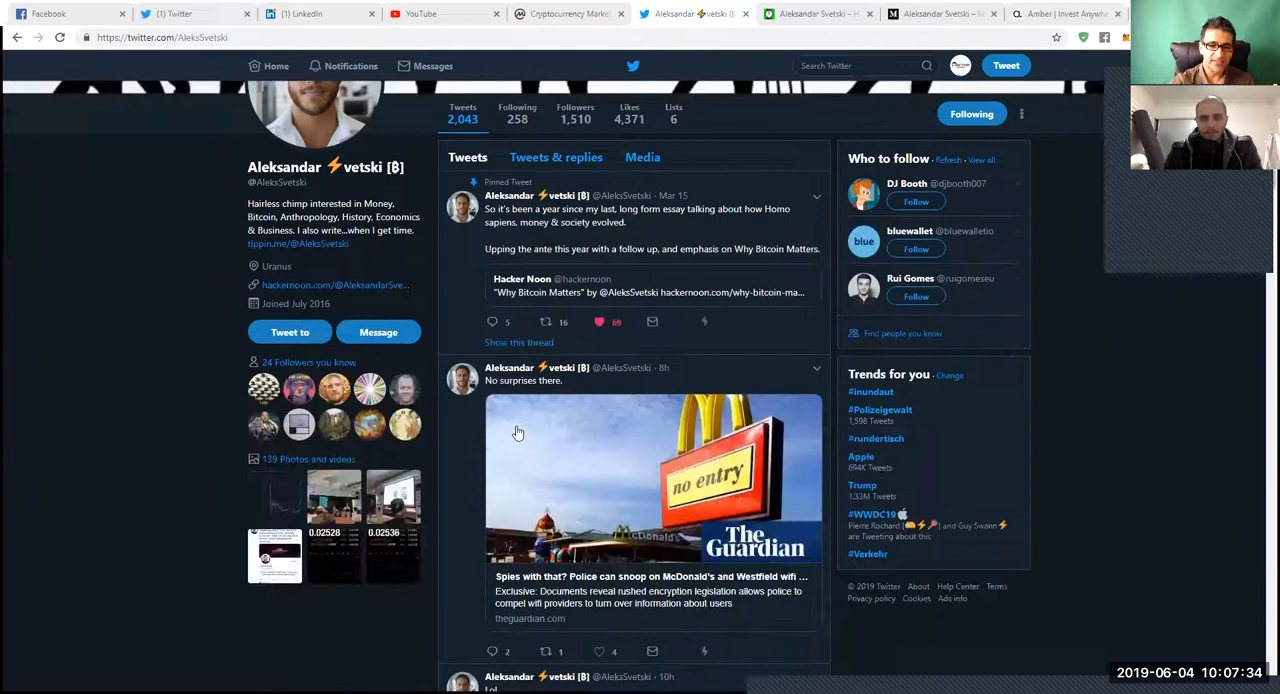 Facebook
(1) Twitter
(1) LinkedIn
YouTube
Cryptocurrency Marke
Aleksandar ⚡vetski [₿]
Aleksandar Svetski – H
Aleksandar Svetski – M
Amber | Invest Anywhe
https://twitter.com/AleksSvetski
Home
Notifications
Messages
Search Twitter
Tweet
Tweets
2,043
Following
258
Followers
1,510
Likes
4,371
Lists
6
Following
Aleksandar ⚡vetski [₿]
@AleksSvetski
Hairless chimp interested in Money,
Bitcoin, Anthropology, History, Economics
& Business. I also write...when I get time.
tippin.me/@AleksSvetski
Uranus
hackernoon.com/@AleksandarSve...
Joined July 2016
Tweet to
Message
24 Followers you know
139 Photos and videos
0.02528
0.02536
Tweets
Tweets & replies
Media
Pinned Tweet
Aleksandar ⚡vetski [₿] @AleksSvetski · Mar 15
So it's been a year since my last, long form essay talking about how Homo
sapiens, money & society evolved.
Upping the ante this year with a follow up, and emphasis on Why Bitcoin Matters.
Hacker Noon @hackernoon
"Why Bitcoin Matters" by @AleksSvetski hackernoon.com/why-bitcoin-ma...
5
16
69
Show this thread
Aleksandar ⚡vetski [₿] @AleksSvetski · 8h
No surprises there.
no entry
McDonald's
The
Guardian
Spies with that? Police can snoop on McDonald's and Westfield wifi ...
Exclusive: Documents reveal rushed encryption legislation allows police to
compel wifi providers to turn over information about users
theguardian.com
2
1
4
Aleksandar ⚡vetski [₿] @AleksSvetski · 10h
Lol
Who to follow · Refresh · View all
DJ Booth @djbooth007
Follow
bluewallet @bluewalletio
blue
Follow
Rui Gomes @ruigomeseu
Follow
Find people you know
Trends for you · Change
#inundaut
#Polizeigewalt
1,598 Tweets
#rundertisch
Apple
694K Tweets
Trump
1.33M Tweets
#WWDC19
Pierre Rochard [🌮⚡🔑] and Guy Swann⚡
are Tweeting about this
#Verkehr
© 2019 Twitter About Help Center Terms
Privacy policy Cookies Ads info
2019-06-04 10:07:34